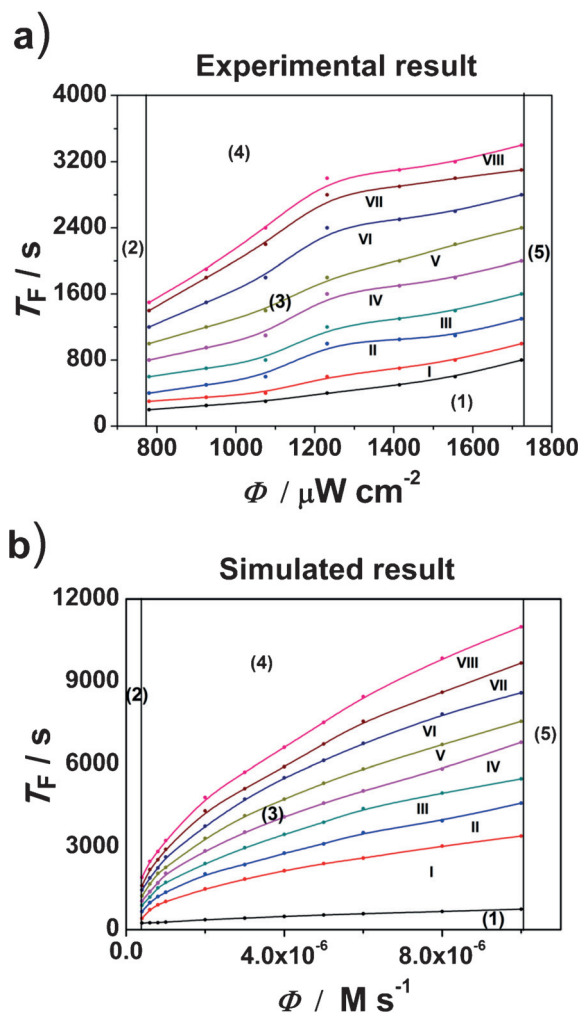 a)
Experimental result
4000
3200
2400
1600
800
0
T_F / s
(4)
(2)
(3)
(5)
(1)
VIII
VII
VI
V
IV
III
II
I
800 1000 1200 1400 1600 1800
Φ / μW cm⁻²
b)
Simulated result
12000
9000
6000
3000
0
T_F / s
(4)
(2)
(3)
(5)
(1)
VIII
VII
VI
V
IV
III
II
I
0.0 4.0x10⁻⁶ 8.0x10⁻⁶
Φ / M s⁻¹